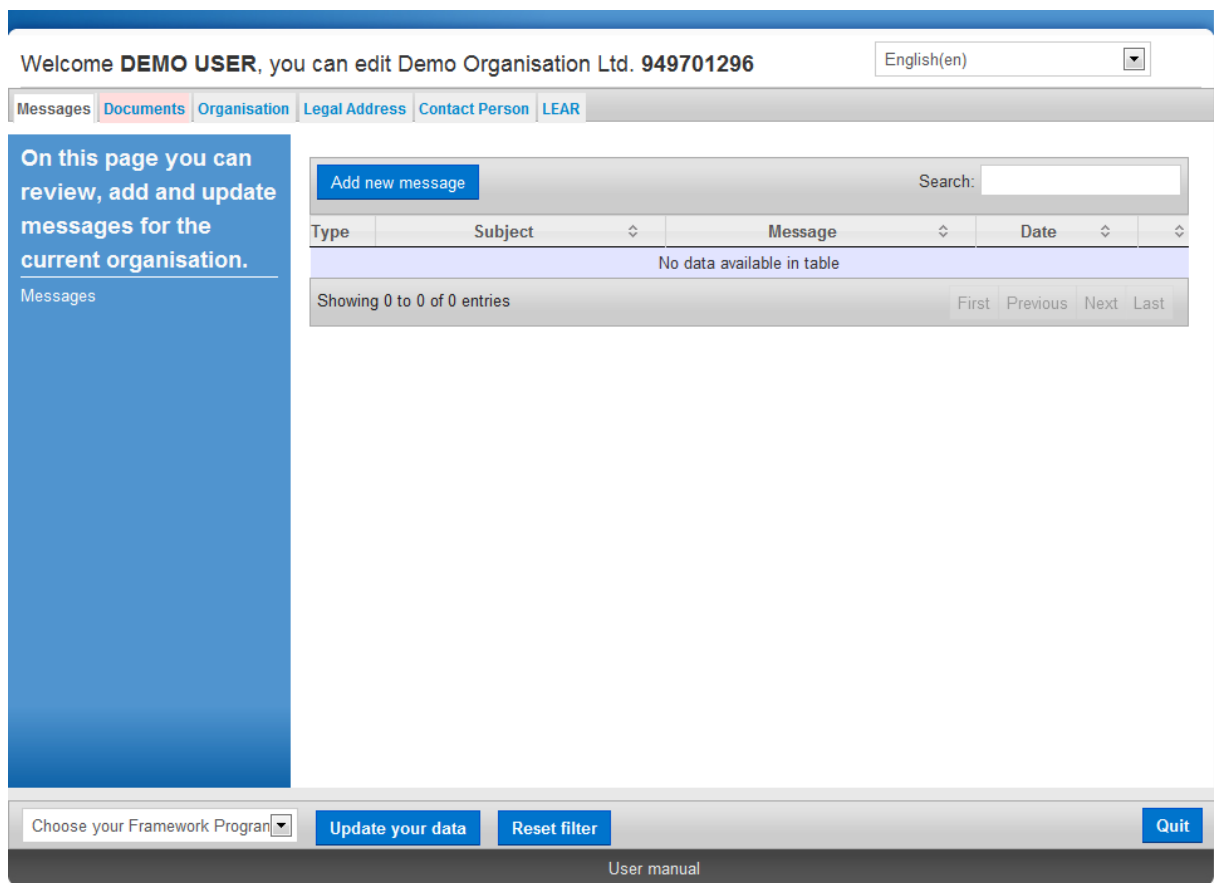 Welcome DEMO USER, you can edit Demo Organisation Ltd. 949701296
English(en)
Messages Documents Organisation Legal Address Contact Person LEAR
On this page you can
review, add and update
messages for the
current organisation.
Messages
Add new message
Search:
Type Subject Message Date
No data available in table
Showing 0 to 0 of 0 entries
First Previous Next Last
Choose your Framework Progran
Update your data
Reset filter
Quit
User manual